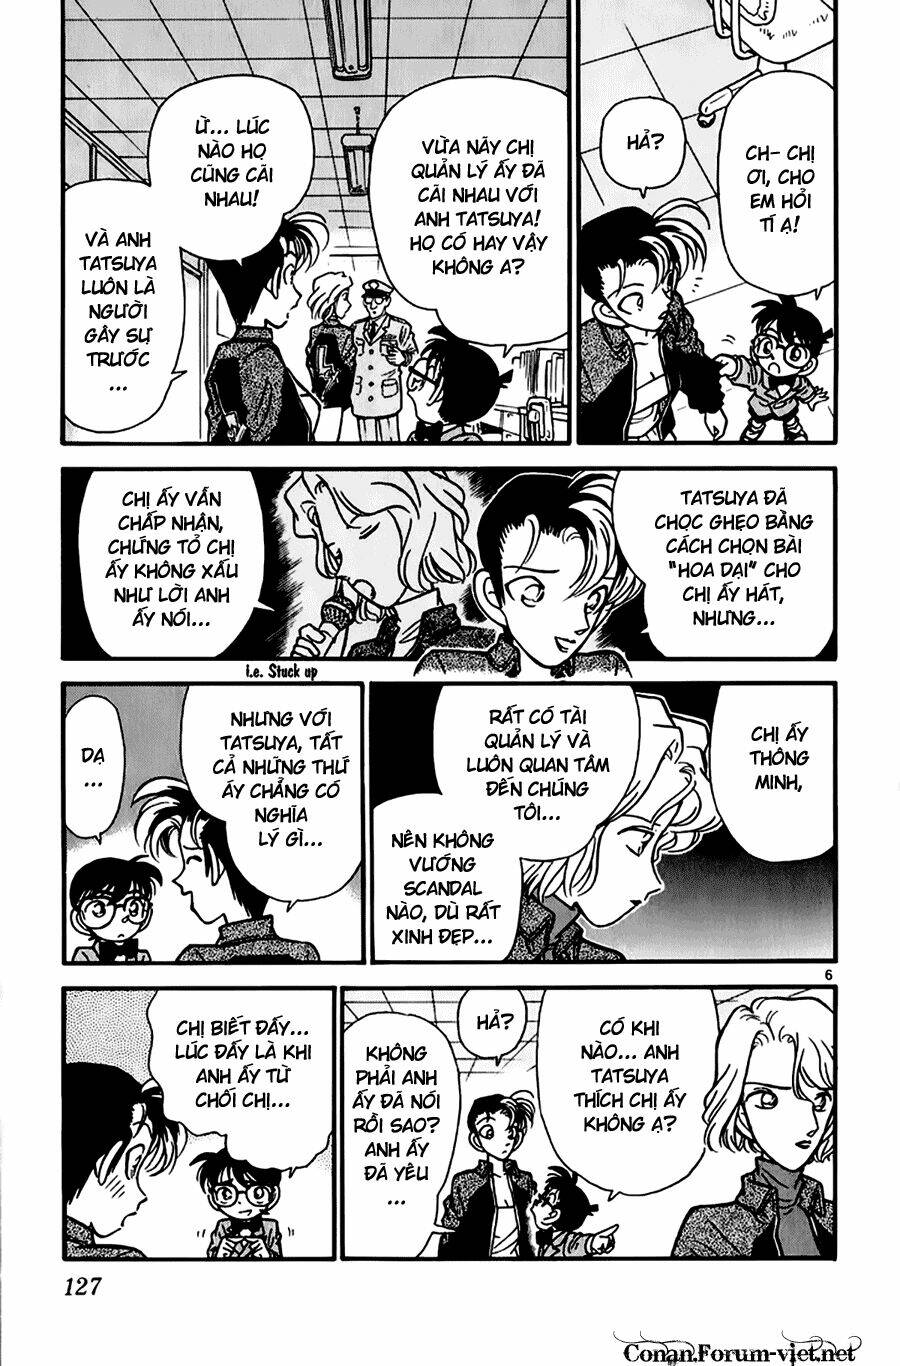 CH- CHỊ
ƠI, CHO
EM HỎI
TÍ Ạ!
HẢ?
VỪA NÃY CHỊ
QUẢN LÝ ẤY ĐÃ
CÃI NHAU VỚI
ANH TATSUYA!
HỌ CÓ HAY VẬY
KHÔNG A?
Ừ... LÚC
NÀO HỌ
CŨNG CÃI
NHAU!
VÀ ANH
TATSUYA
LUÔN LÀ
NGƯỜI
GÂY SỰ
TRƯỚC
...
TATSUYA ĐÃ
CHỌC GHẸO BẰNG
CÁCH CHỌN BÀI
"HOA DẠI" CHO
CHỊ ẤY HÁT,
NHƯNG...
CHỊ ẤY VẪN
CHẤP NHẬN,
CHỨNG TỎ CHỊ
ẤY KHÔNG XẤU
NHƯ LỜI ANH
ẤY NÓI...
i.e. Stuck up
CHỊ ẤY
THÔNG
MINH,
RẤT CÓ TÀI
QUẢN LÝ VÀ
LUÔN QUAN TÂM
ĐẾN CHÚNG
TÔI...
NÊN KHÔNG
VƯỚNG
SCANDAL
NÀO, DÙ RẤT
XINH ĐẸP...
NHƯNG VỚI
TATSUYA, TẤT
CẢ NHỮNG THỨ
ÁY CHẲNG CÓ
NGHĨA
LÝ GÌ...
DẠ
...
6
CÓ KHI
NÀO... ANH
TATSUYA
THÍCH CHỊ ẤY
KHÔNG Ạ?
HẢ?
KHÔNG
PHẢI ANH
ẤY ĐÃ NÓI
RỒI SAO?
ANH ẤY
ĐÃ YÊU
...
CHỊ BIẾT ĐẤY...
LÚC ĐẤY LÀ KHI
ANH ẤY TỪ
CHỐI CHỊ...
127
Conan.Forum-viet.net